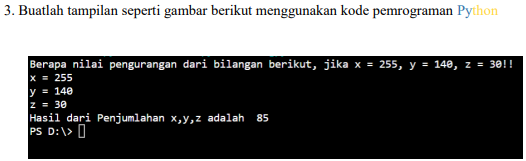 3. Buatlah tampilan seperti gambar berikut menggunakan kode pemrograman Python
Berapa nilai pengurangan dari bilangan berikut, jika x = 255, y = 140, z = 30!!
x = 255
y = 140
z = 30
Hasil dari Penjumlahan x,y,z adalah  85
PS D:\>